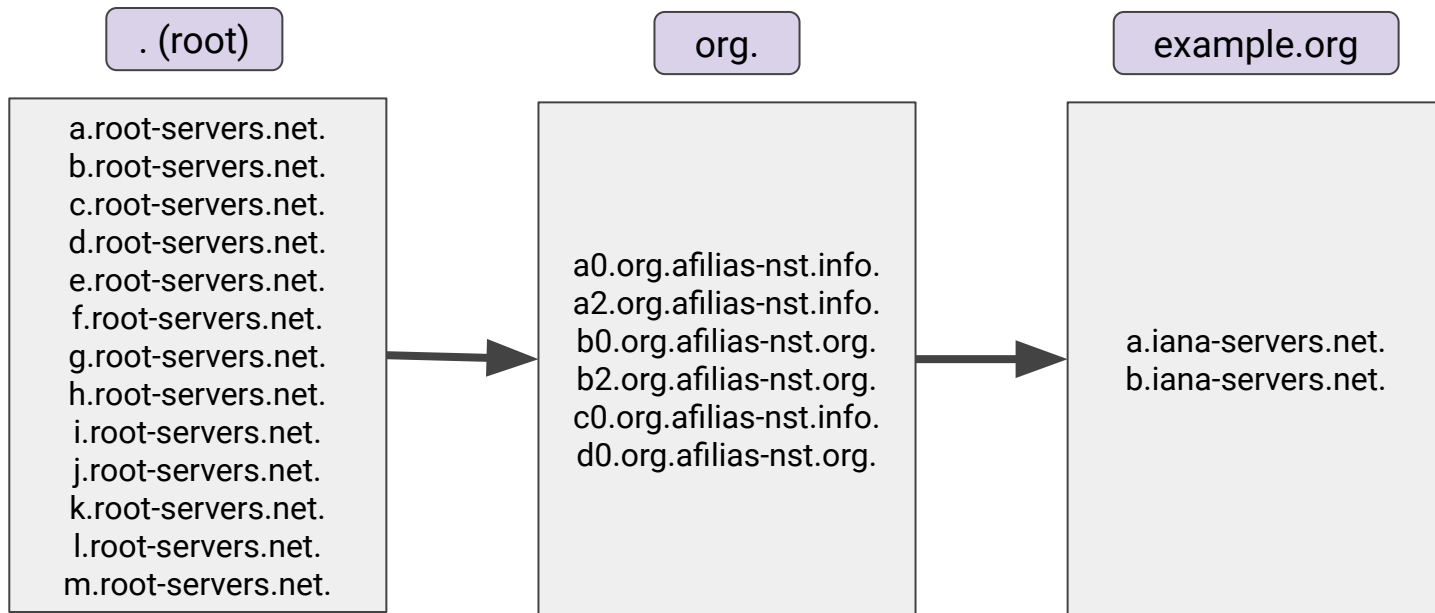 . (root)
a.root-servers.net.
b.root-servers.net.
c.root-servers.net.
d.root-servers.net.
e.root-servers.net.
f.root-servers.net.
g.root-servers.net.
h.root-servers.net.
i.root-servers.net.
j.root-servers.net.
k.root-servers.net.
l.root-servers.net.
m.root-servers.net.
org.
a0.org.afilias-nst.info.
a2.org.afilias-nst.info.
b0.org.afilias-nst.org.
b2.org.afilias-nst.org.
c0.org.afilias-nst.info.
d0.org.afilias-nst.org.
example.org
a.iana-servers.net.
b.iana-servers.net.